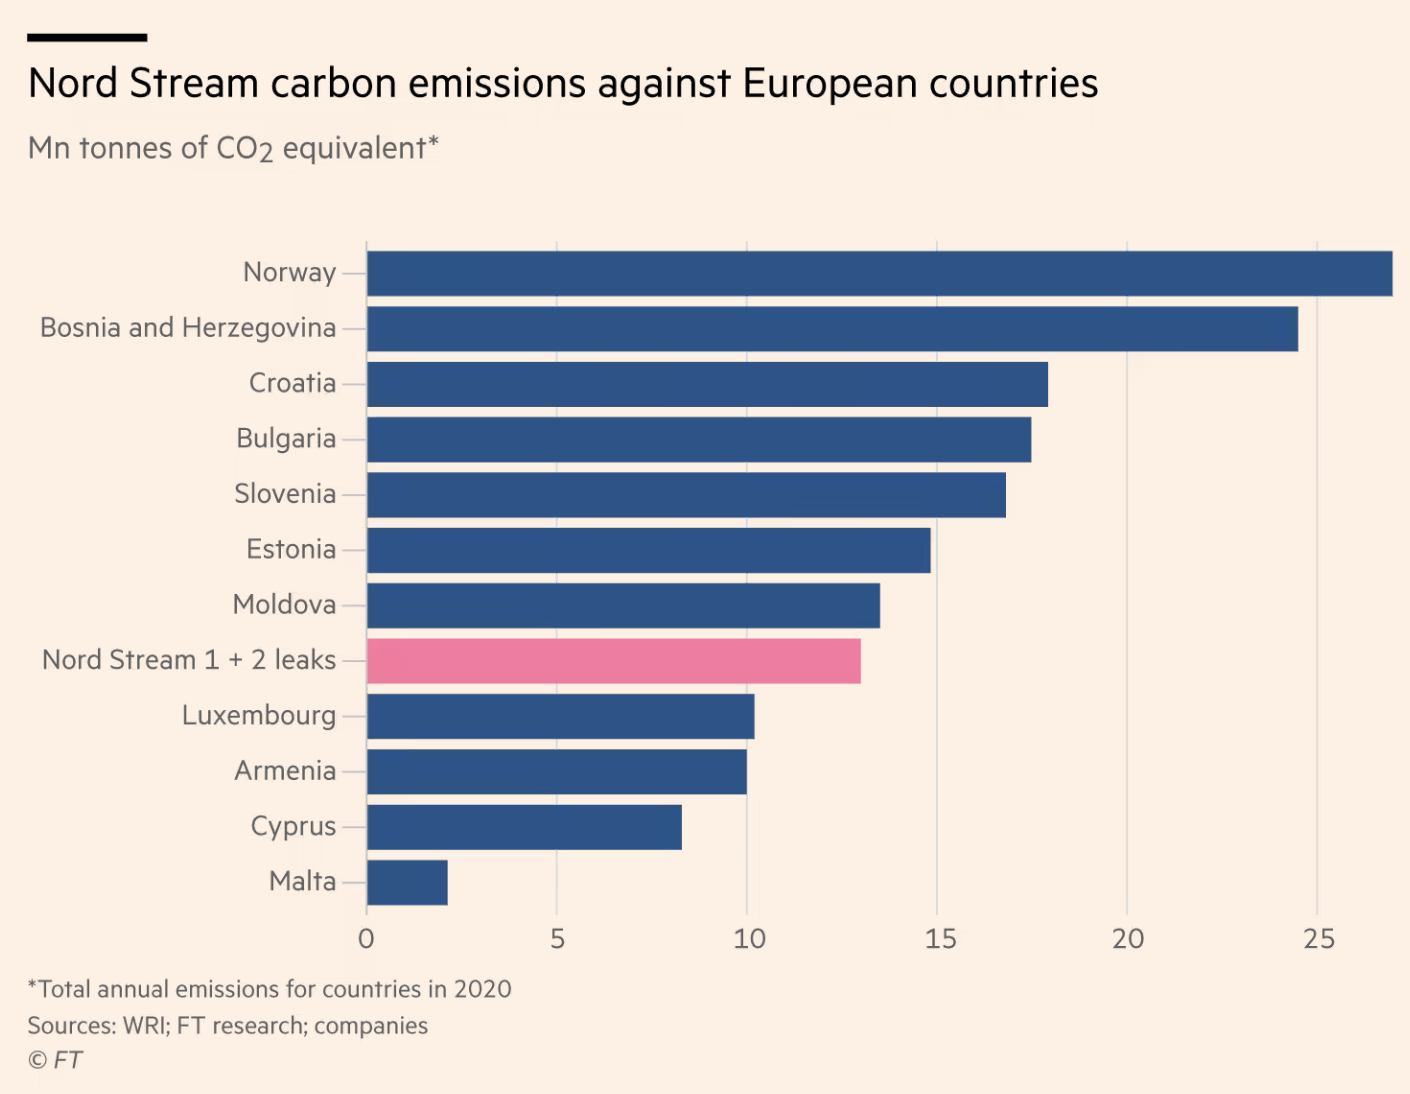 Nord Stream carbon emissions against European countries
Mn tonnes of CO2 equivalent*
Norway
Bosnia and Herzegovina
Croatia
Bulgaria
Slovenia
Estonia
Moldova
Nord Stream 1 + 2 leaks
Luxembourg
Armenia
Cyprus
Malta
0 5 10 15 20 25
*Total annual emissions for countries in 2020
Sources: WRI; FT research; companies
© FT